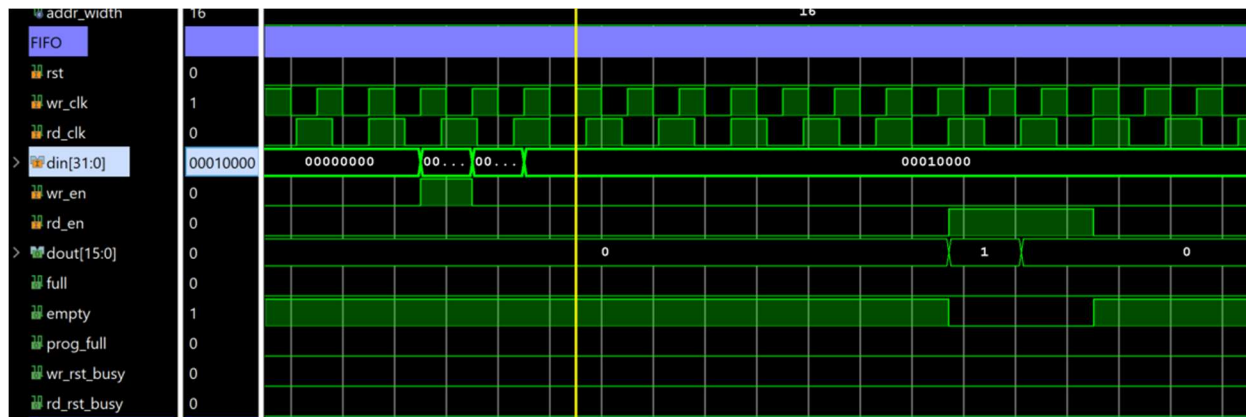 addr_width 16 16
FIFO
rst 0
wr_clk 1
rd_clk 0
din[31:0] 00010000 00000000 00... 00... 00010000
wr_en 0
rd_en 0
dout[15:0] 0 0 1 0
full 0
empty 1
prog_full 0
wr_rst_busy 0
rd_rst_busy 0